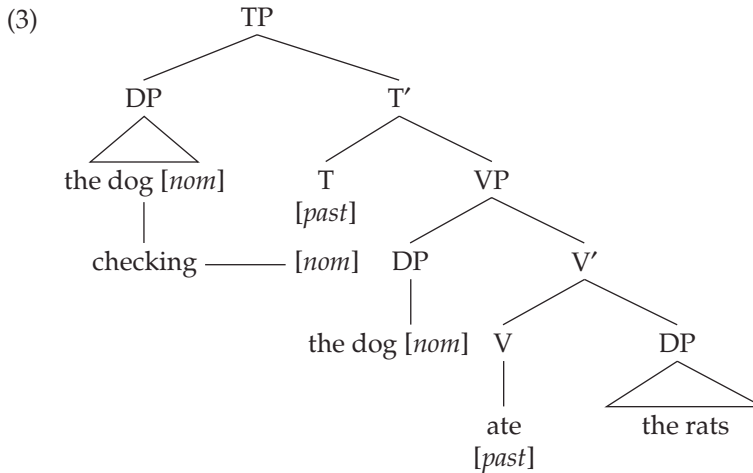 (3) TP
DP T′
the dog [nom] T VP
[past]
checking [nom] DP V′
the dog [nom] V DP
ate the rats
[past]